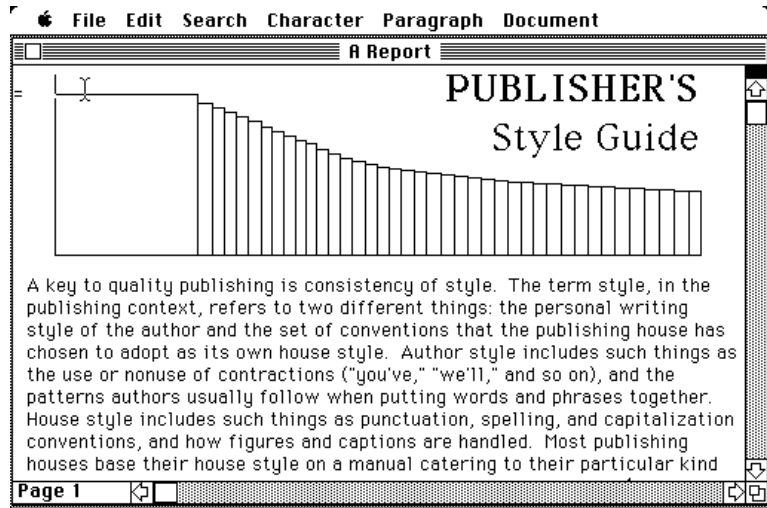 File Edit Search Character Paragraph Document
A Report
PUBLISHER'S
Style Guide
A key to quality publishing is consistency of style. The term style, in the
publishing context, refers to two different things: the personal writing
style of the author and the set of conventions that the publishing house has
chosen to adopt as its own house style. Author style includes such things as
the use or nonuse of contractions ("you've," "we'll," and so on), and the
patterns authors usually follow when putting words and phrases together.
House style includes such things as punctuation, spelling, and capitalization
conventions, and how figures and captions are handled. Most publishing
houses base their house style on a manual catering to their particular kind
Page 1